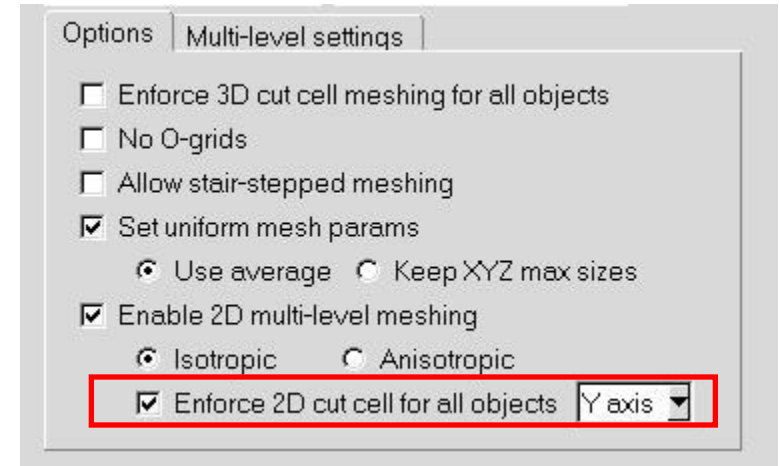 Options Multi-level settings
Enforce 3D cut cell meshing for all objects
No O-grids
Allow stair-stepped meshing
Set uniform mesh params
Use average Keep XYZ max sizes
Enable 2D multi-level meshing
Isotropic Anisotropic
Enforce 2D cut cell for all objects Y axis